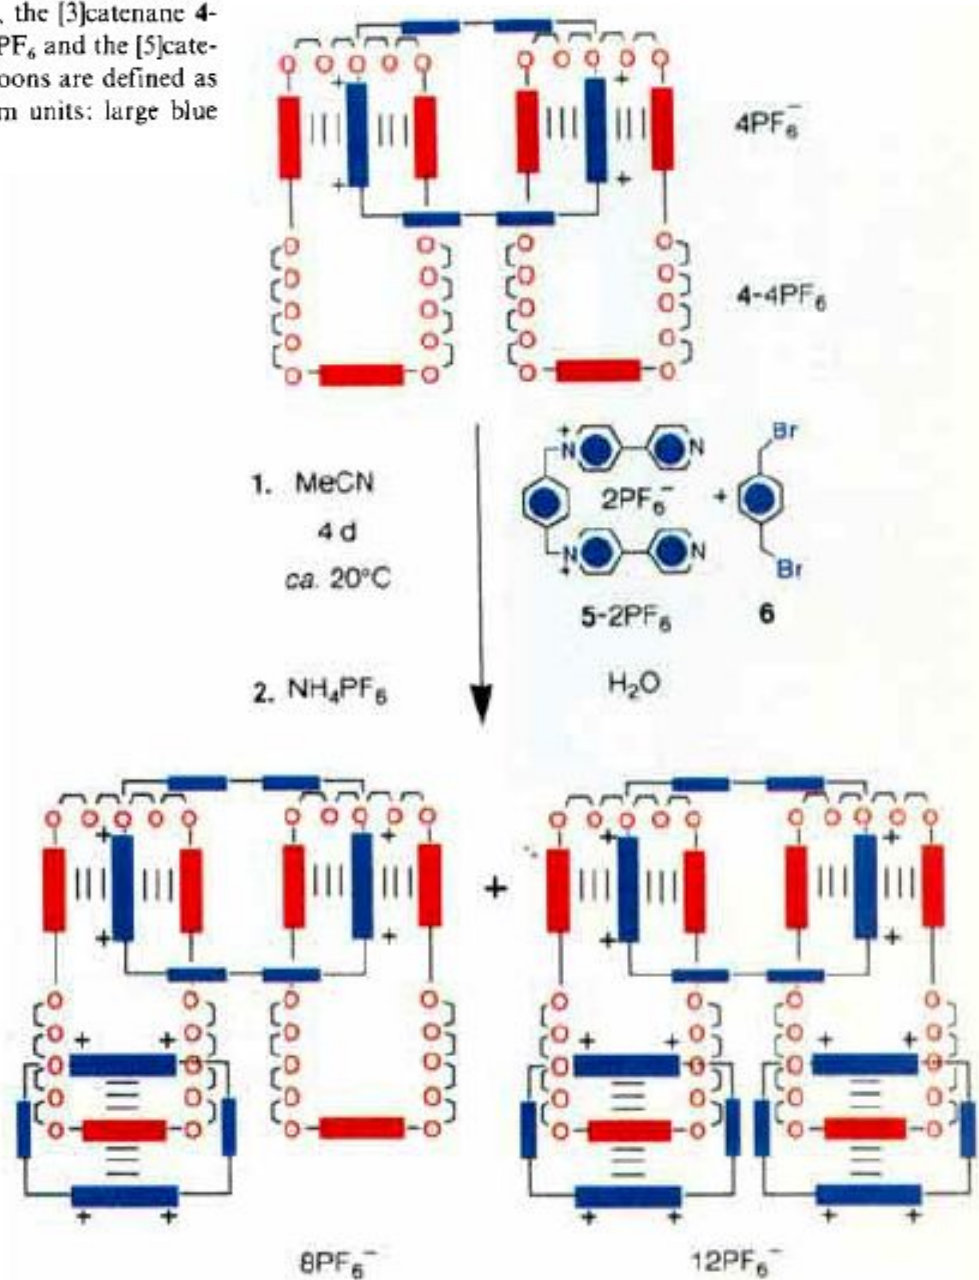 , the [3]catenane 4-
PF₆ and the [5]cate-
oons are defined as
m units: large blue
4PF₆⁻
4-4PF₆
1. MeCN
4 d
ca. 20°C
2. NH₄PF₆
+
N
N
2PF₆⁻
N
N
+
5-2PF₆
+
Br
Br
6
H₂O
+
8PF₆⁻
12PF₆⁻